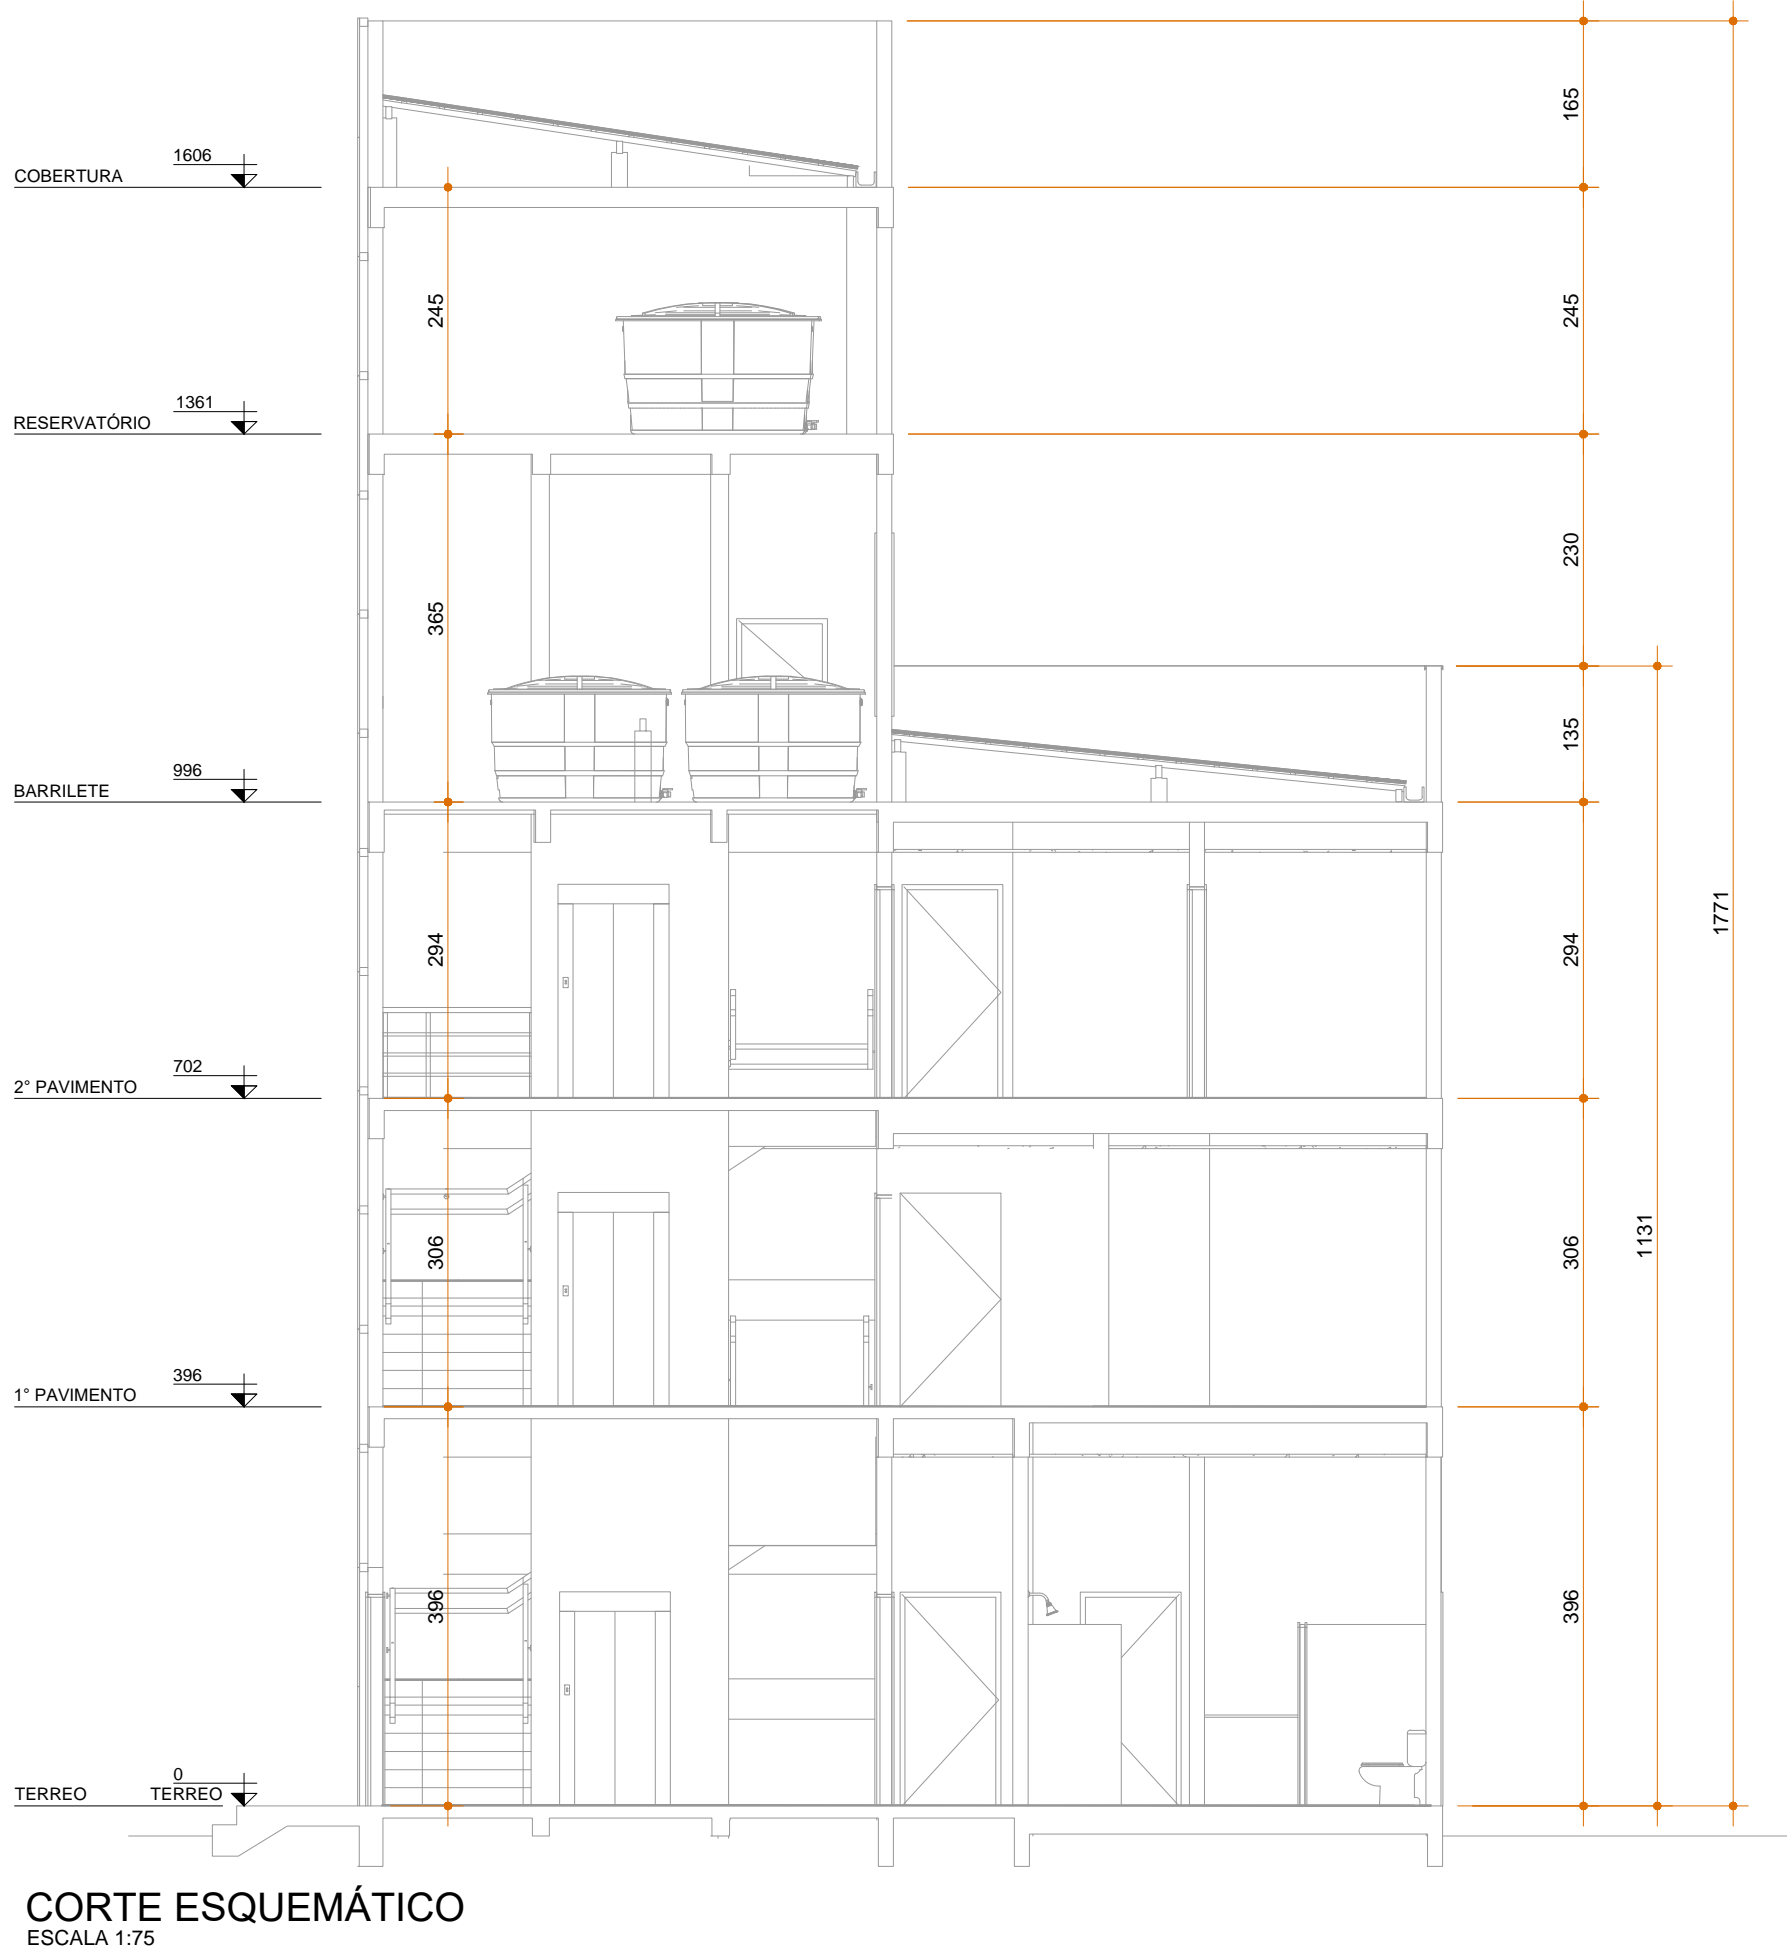 165
1606
COBERTURA
245
245
1361
RESERVATÓRIO
230
365
135
996
BARRILETE
1771
294
294
702
2° PAVIMENTO
1131
306
306
396
1° PAVIMENTO
396
396
0
TERREO
TERREO
CORTE ESQUEMÁTICO
ESCALA 1:75